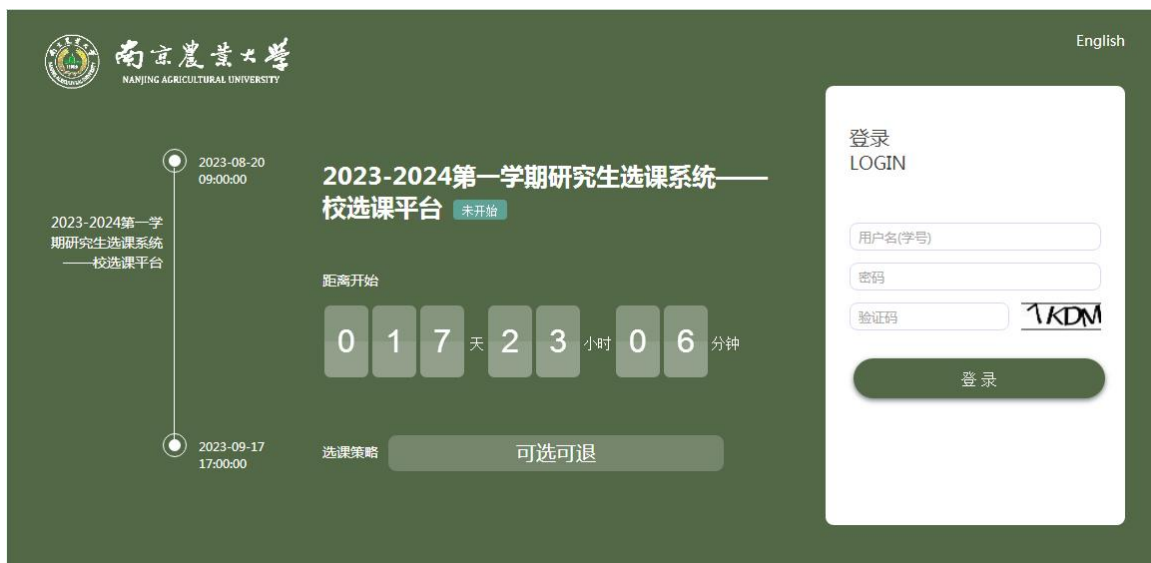 南京農業大學
NANJING AGRICULTURAL UNIVERSITY
English
2023-08-20
09:00:00
2023-2024第一学
期研究生选课系统
——校选课平台
2023-09-17
17:00:00
2023-2024第一学期研究生选课系统——
校选课平台 未开始
距离开始
0 1 7 天 2 3 小时 0 6 分钟
选课策略 可选可退
登录
LOGIN
用户名(学号)
密码
验证码 1KDM
登 录